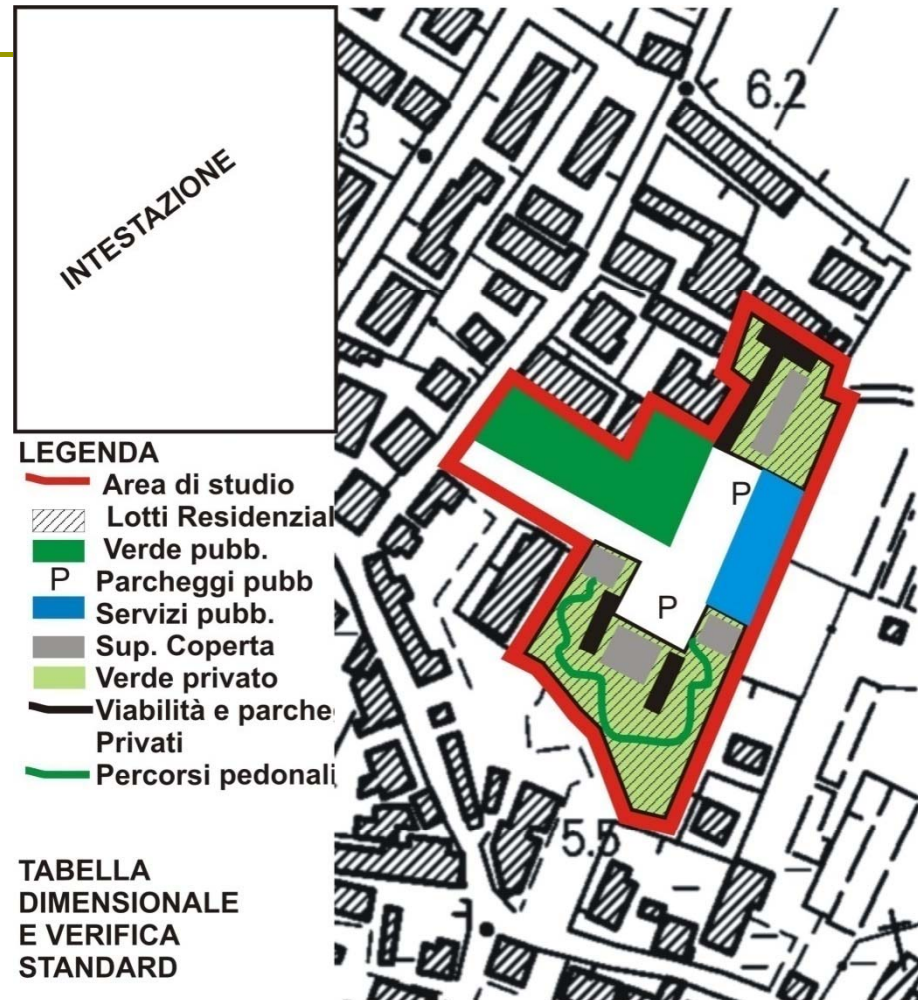 INTESTAZIONE
6.2
3
LEGENDA
Area di studio
Lotti Residenzial
Verde pubb.
P Parcheggi pubb
Servizi pubb.
Sup. Coperta
Verde privato
Viabilità e parche
Privati
Percorsi pedonali
P
P
5.5
TABELLA
DIMENSIONALE
E VERIFICA
STANDARD